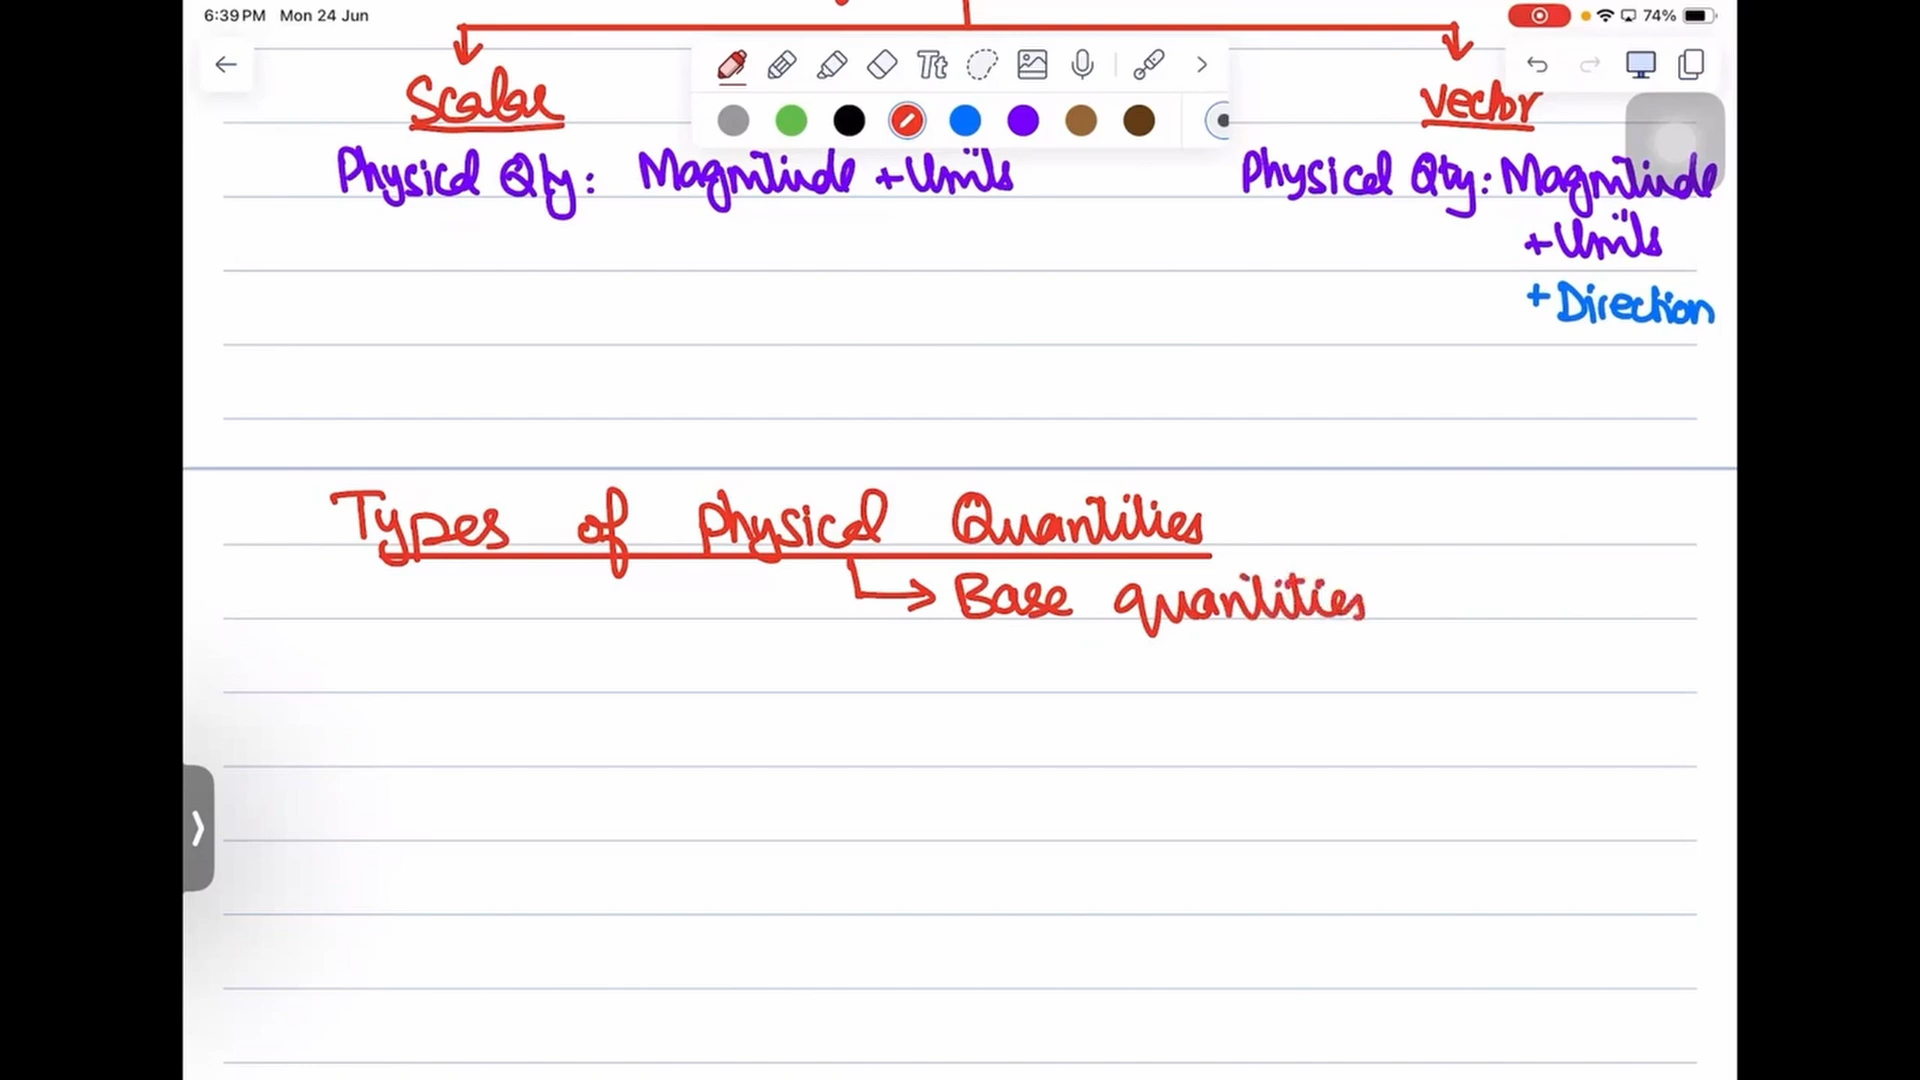 6:39 PM Mon 24 Jun
74%
Tt
Scalar
vector
Physical Qty: Magnitude + Units
Physical Qty: Magnitude
+ Units
+ Direction
Types of Physical Quantities
Base quantities